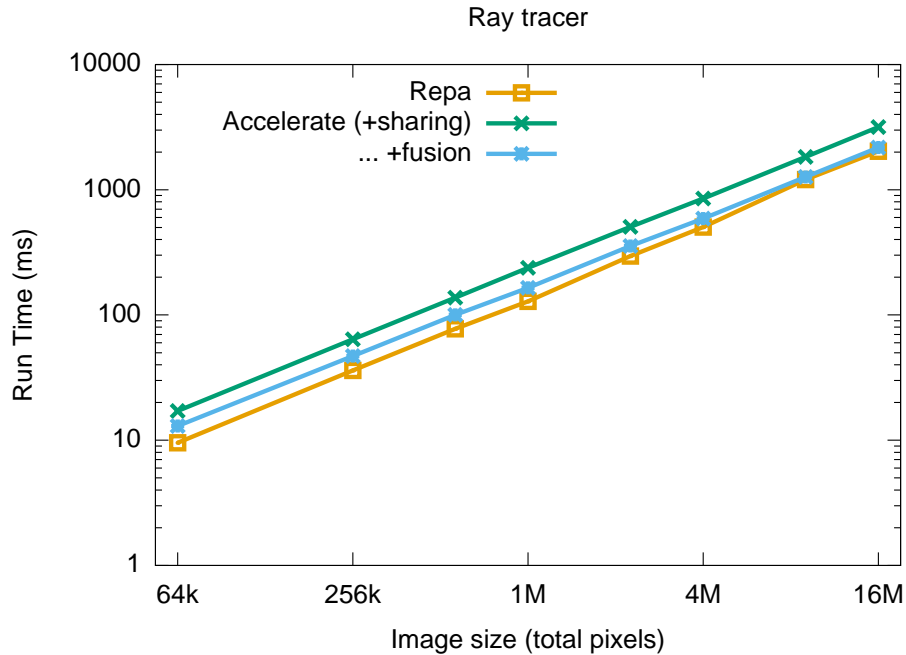 Ray tracer
10000
1000
100
10
1
Run Time (ms)
Repa
Accelerate (+sharing)
... +fusion
64k 256k 1M 4M 16M
Image size (total pixels)